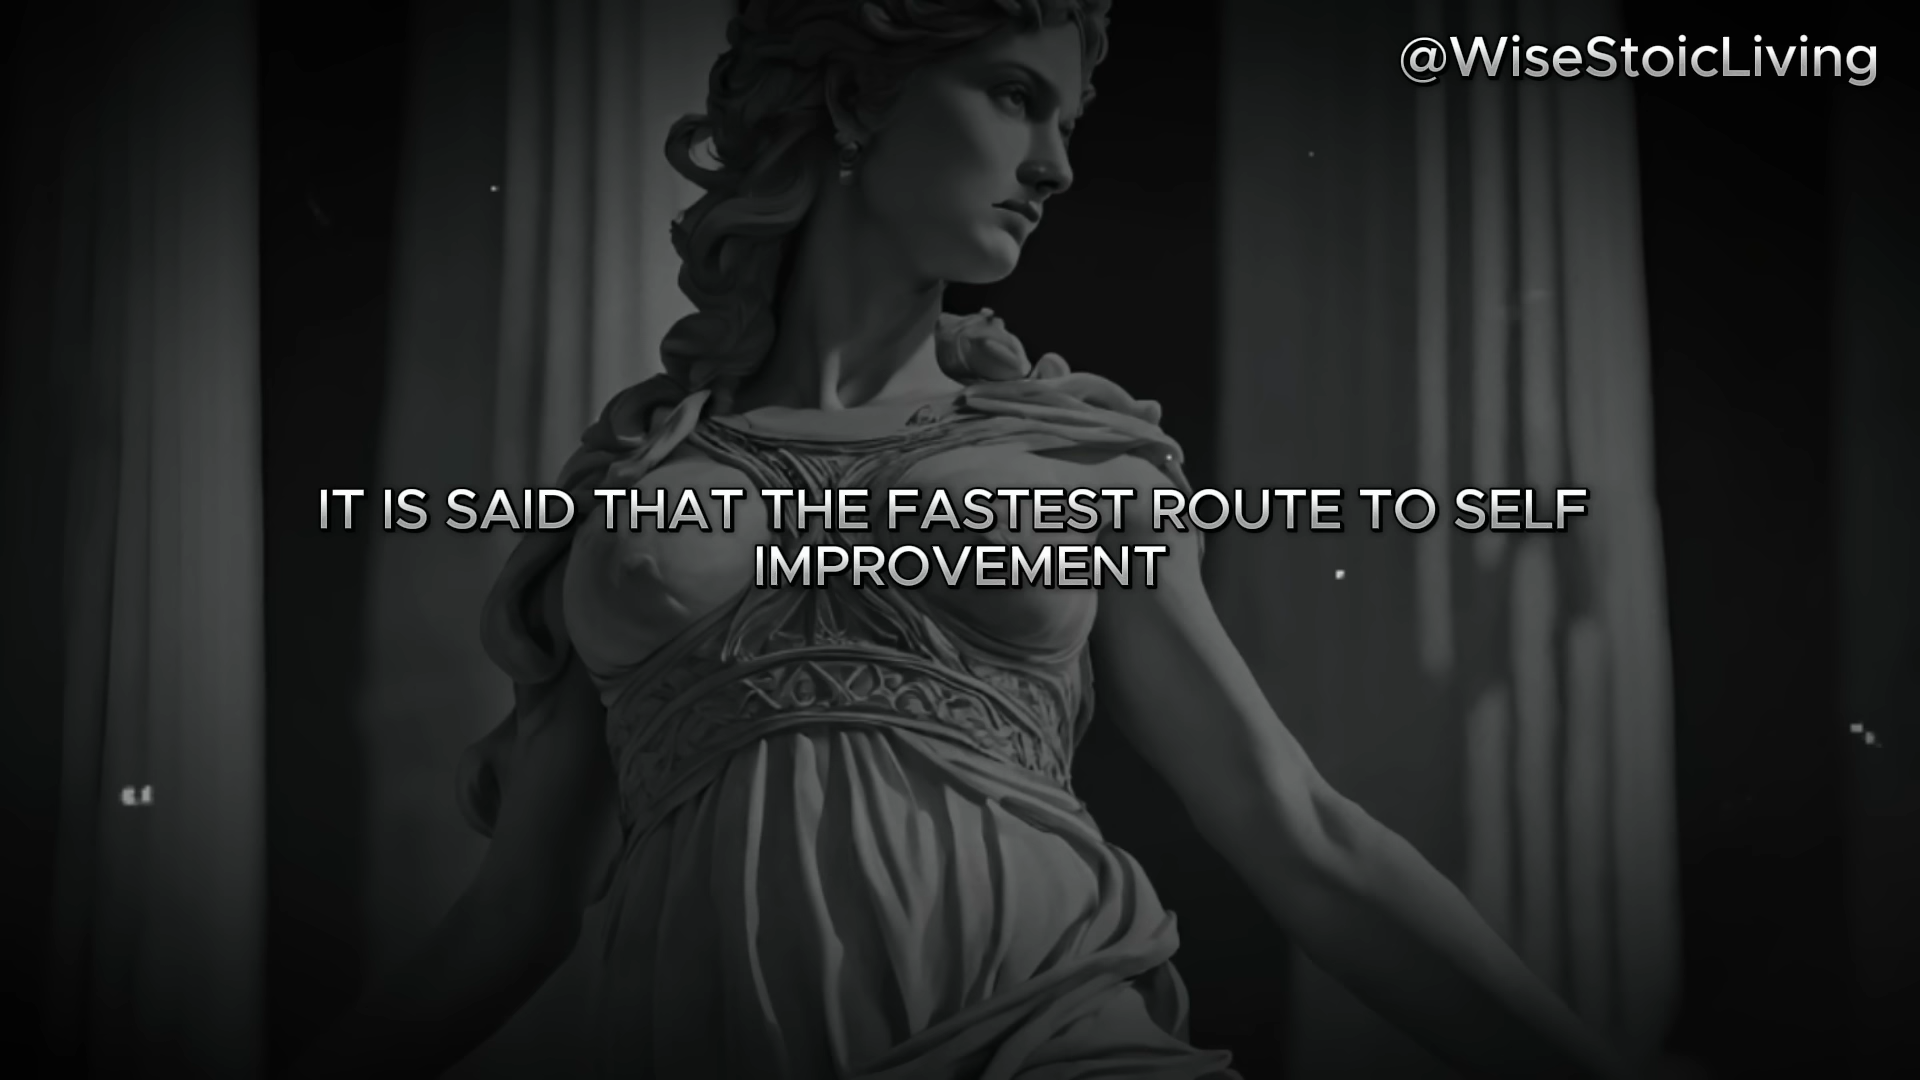 @WiseStoicLiving
IT IS SAID THAT THE FASTEST ROUTE TO SELF
IMPROVEMENT